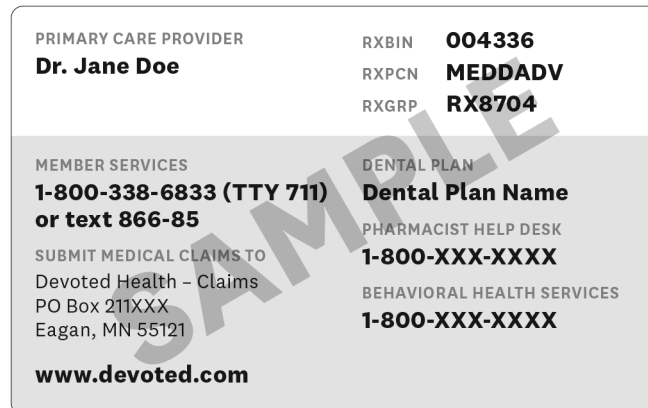 PRIMARY CARE PROVIDER
Dr. Jane Doe
RXBIN 004336
RXPCN MEDDADV
RXGRP RX8704
MEMBER SERVICES
1-800-338-6833 (TTY 711)
or text 866-85
SUBMIT MEDICAL CLAIMS TO
Devoted Health – Claims
PO Box 211XXX
Eagan, MN 55121
www.devoted.com
DENTAL PLAN
Dental Plan Name
PHARMACIST HELP DESK
1-800-XXX-XXXX
BEHAVIORAL HEALTH SERVICES
1-800-XXX-XXXX
SAMPLE